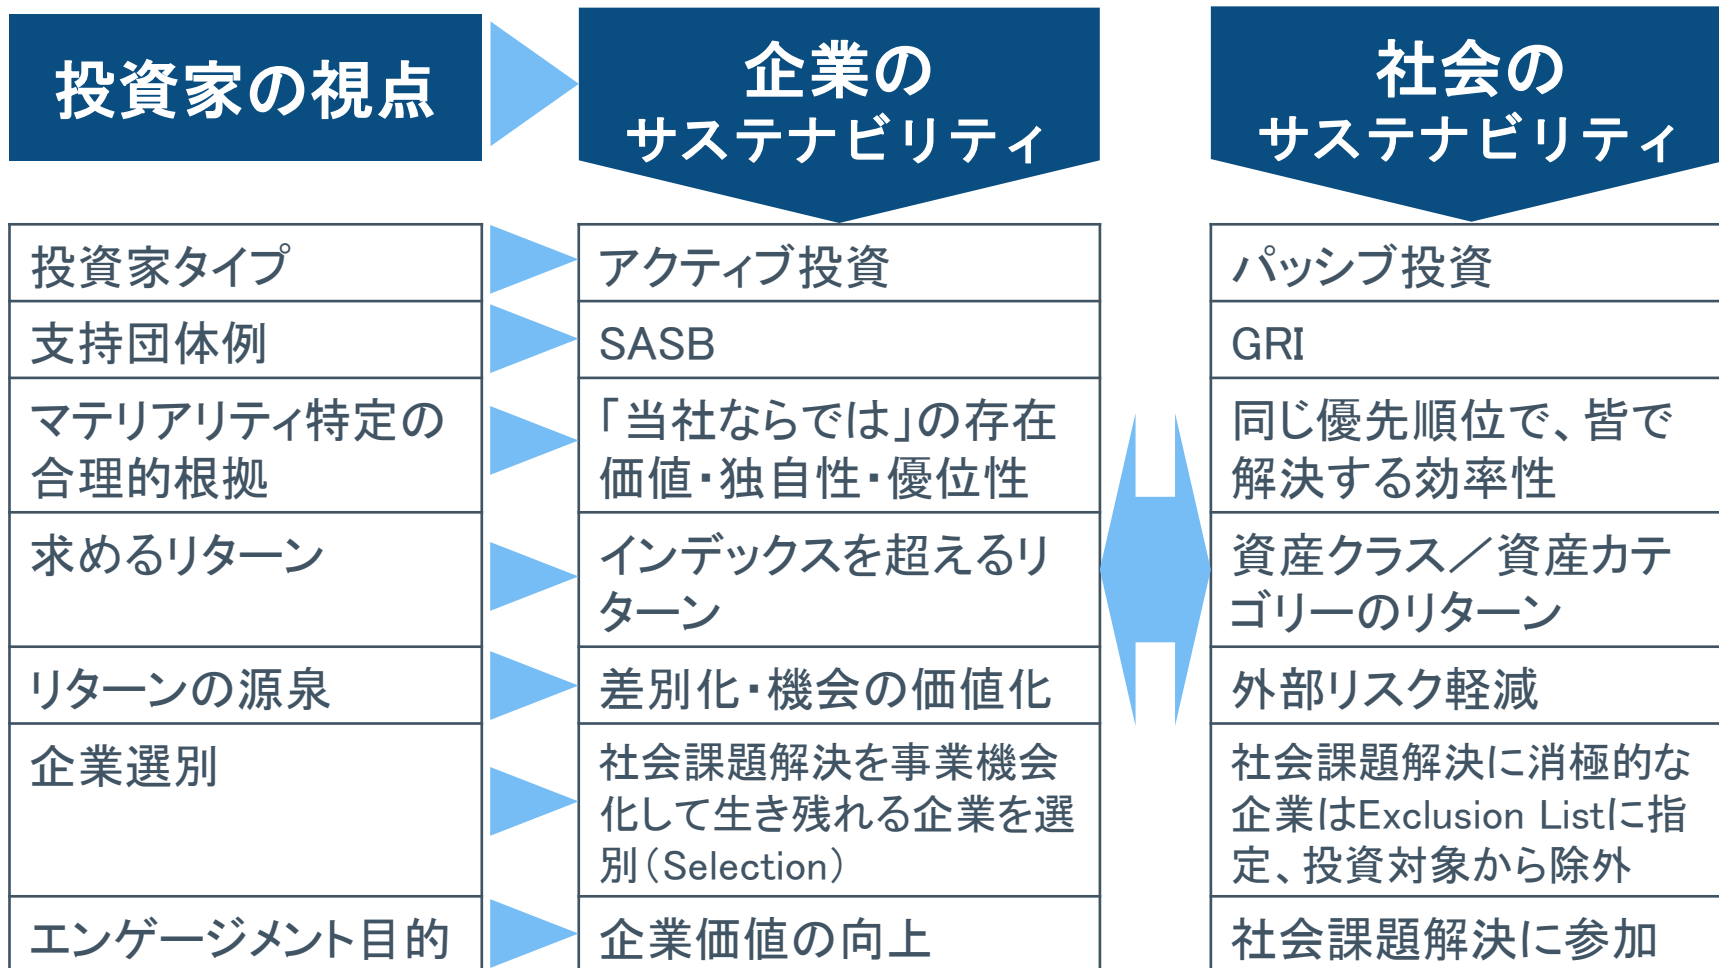 投資家の視点
企業の
サステナビリティ
社会の
サステナビリティ
投資家タイプ
アクティブ投資
パッシブ投資
支持団体例
SASB
GRI
マテリアリティ特定の
合理的根拠
「当社ならでは」の存在
価値・独自性・優位性
同じ優先順位で、皆で
解決する効率性
求めるリターン
インデックスを超えるリ
ターン
資産クラス／資産カテ
ゴリーのリターン
リターンの源泉
差別化・機会の価値化
外部リスク軽減
企業選別
社会課題解決を事業機会
化して生き残れる企業を選
別（Selection）
社会課題解決に消極的な
企業はExclusion Listに指
定、投資対象から除外
エンゲージメント目的
企業価値の向上
社会課題解決に参加